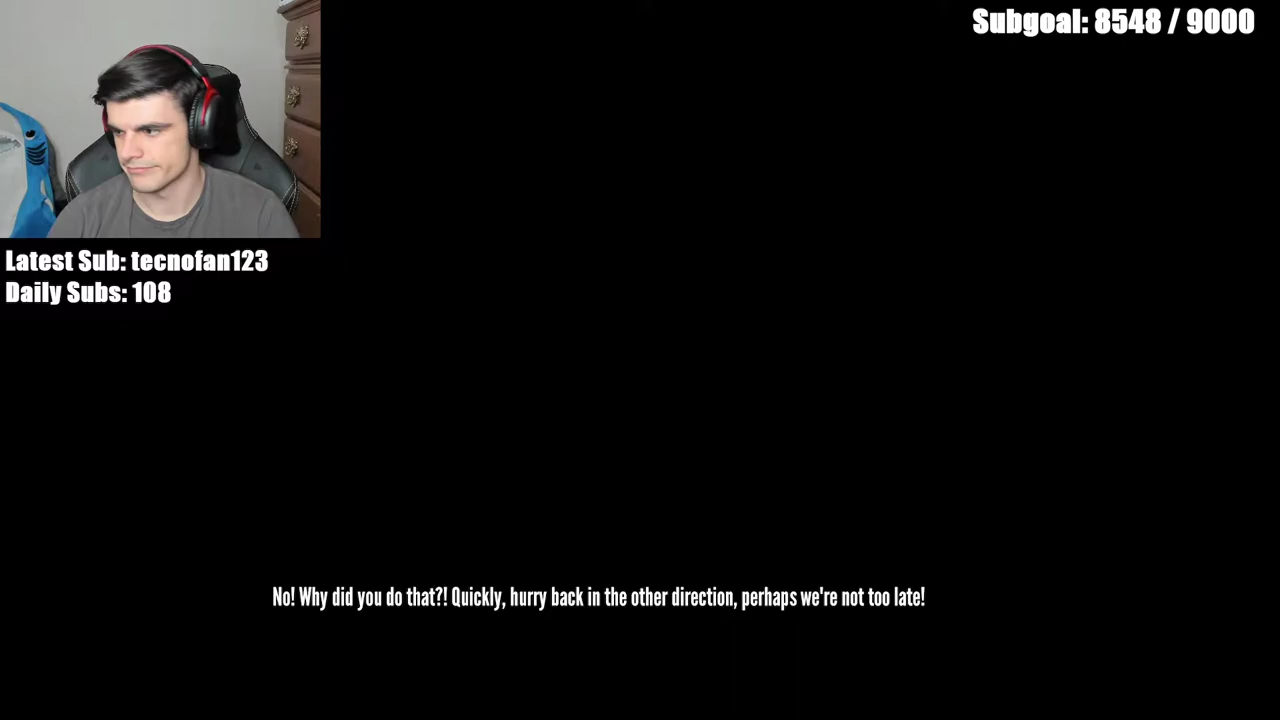 Subgoal: 8548 / 9000
Latest Sub: tecnofan123
Daily Subs: 108
No! Why did you do that?! Quickly, hurry back in the other direction, perhaps we're not too late!